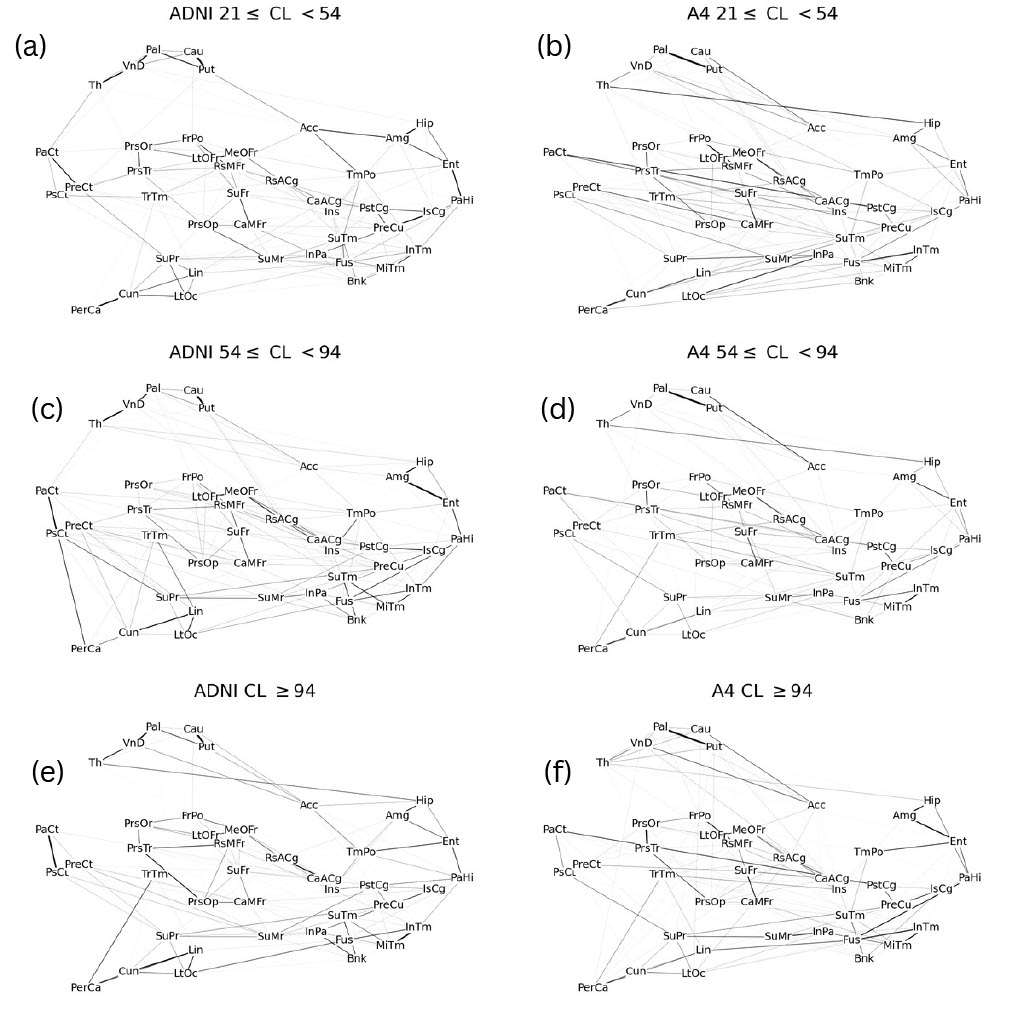 ADNI 21 ≤ CL < 54
A4 21 ≤ CL < 54
(a)
Pal
Cau
VnD
Put
Th
Hip
Acc
Amg
FrPo
PrsOr
MeOFr
LtOFr
RsMFr
PaCt
Ent
PrsTr
TmPo
RsACg
PreCt
PsCt
TrTm
SuFr
CaACg
Ins
PstCg
IsCg
PaHi
PrsOp
CaMFr
PreCu
SuTm
InTm
SuPr
SuMr
InPa
Fus
MiTm
Lin
Bnk
Cun
LtOc
PerCa
(b)
Pal
Cau
VnD
Put
Th
Hip
Acc
Amg
FrPo
PrsOr
MeOFr
LtOFr
RsMFr
PaCt
Ent
PrsTr
TmPo
RsACg
PreCt
PsCt
TrTm
SuFr
CaACg
Ins
PstCg
IsCg
PaHi
PrsOp
CaMFr
PreCu
SuTm
InTm
SuPr
SuMr
InPa
Fus
MiTm
Lin
Bnk
Cun
LtOc
PerCa
ADNI 54 ≤ CL < 94
A4 54 ≤ CL < 94
(c)
Pal
Cau
VnD
Put
Th
Hip
Acc
Amg
FrPo
PrsOr
MeOFr
LtOFr
RsMFr
PaCt
Ent
PrsTr
TmPo
RsACg
PreCt
PsCt
TrTm
SuFr
CaACg
Ins
PstCg
IsCg
PaHi
PrsOp
CaMFr
PreCu
SuTm
InTm
SuPr
SuMr
InPa
Fus
MiTm
Lin
Bnk
Cun
LtOc
PerCa
(d)
Pal
Cau
VnD
Put
Th
Hip
Acc
Amg
FrPo
PrsOr
MeOFr
LtOFr
RsMFr
PaCt
Ent
PrsTr
TmPo
RsACg
PreCt
PsCt
TrTm
SuFr
CaACg
Ins
PstCg
IsCg
PaHi
PrsOp
CaMFr
PreCu
SuTm
InTm
SuPr
SuMr
InPa
Fus
MiTm
Lin
Bnk
Cun
LtOc
PerCa
ADNI CL ≥ 94
A4 CL ≥ 94
(e)
Pal
Cau
VnD
Put
Th
Hip
Acc
Amg
FrPo
PrsOr
MeOFr
LtOFr
RsMFr
PaCt
Ent
PrsTr
TmPo
RsACg
PreCt
PsCt
TrTm
SuFr
CaACg
Ins
PstCg
IsCg
PaHi
PrsOp
CaMFr
PreCu
SuTm
InTm
SuPr
SuMr
InPa
Fus
MiTm
Lin
Bnk
Cun
LtOc
PerCa
(f)
Pal
Cau
VnD
Put
Th
Hip
Acc
Amg
FrPo
PrsOr
MeOFr
LtOFr
RsMFr
PaCt
Ent
PrsTr
TmPo
RsACg
PreCt
PsCt
TrTm
SuFr
CaACg
Ins
PstCg
IsCg
PaHi
PrsOp
CaMFr
PreCu
SuTm
InTm
SuPr
SuMr
InPa
Fus
MiTm
Lin
Bnk
Cun
LtOc
PerCa